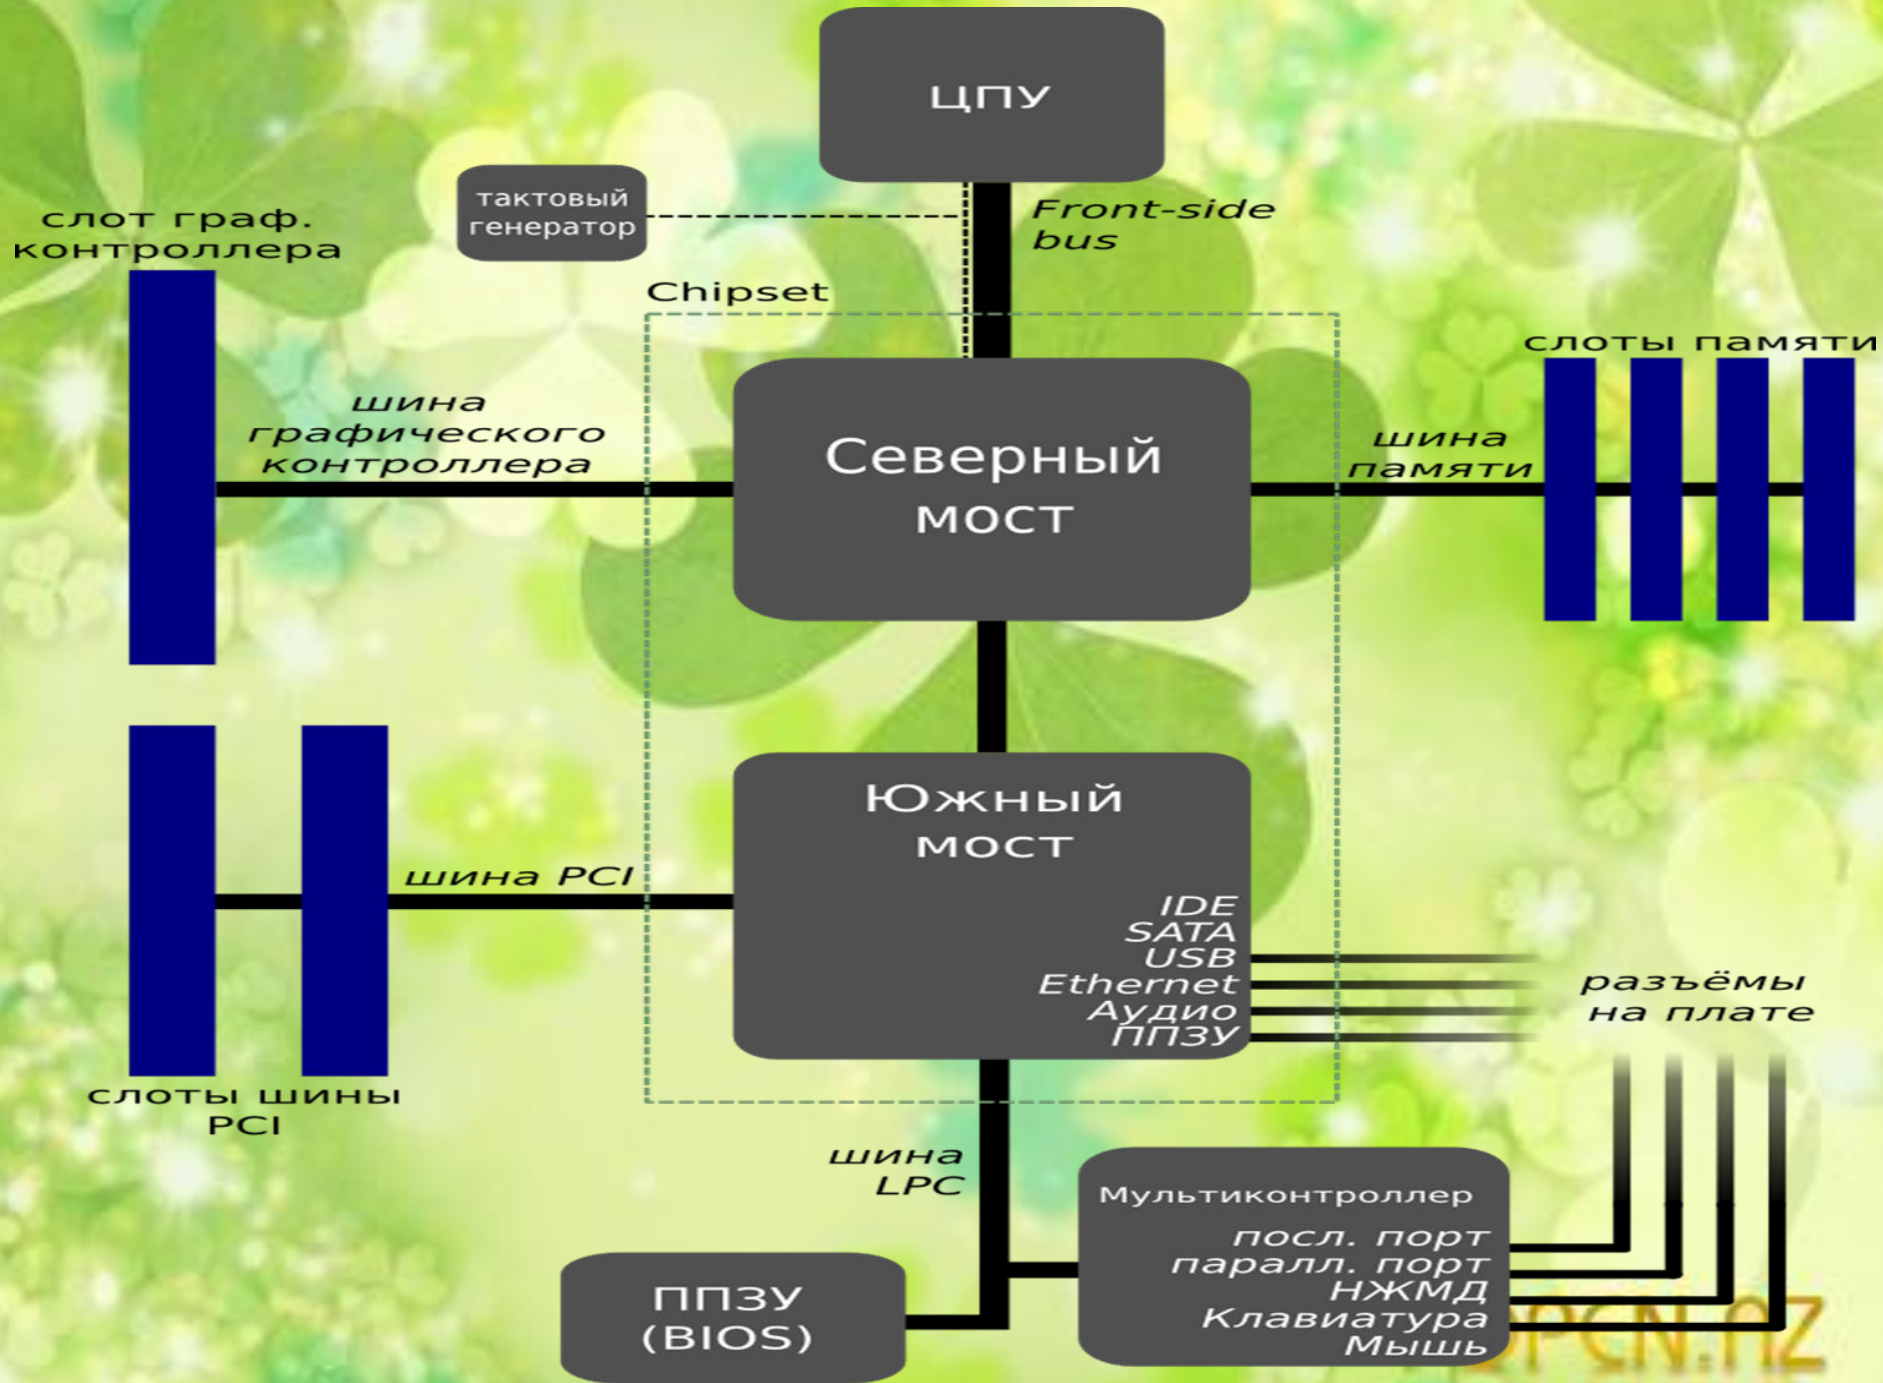 ЦПУ
тактовый
генератор
Front-side
bus
слот граф.
контроллера
Chipset
слоты памяти
шина
графического
контроллера
Северный
мост
шина
памяти
Южный
мост
шина PCI
IDE
SATA
USB
Ethernet
Аудио
ППЗУ
разъёмы
на плате
слоты шины
PCI
шина
LPC
Мультиконтроллер
посл. порт
паралл. порт
НЖМД
Клавиатура
Мышь
ППЗУ
(BIOS)